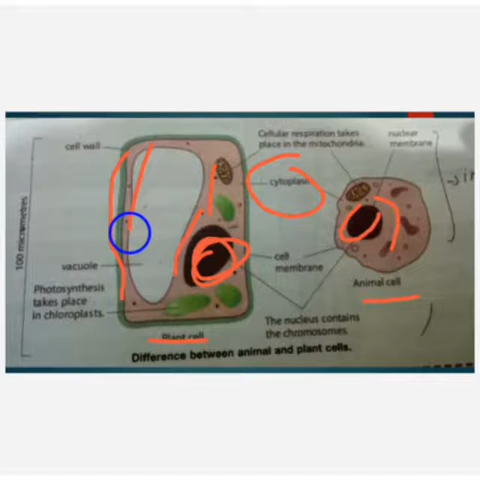 cell wall
Cellular respiration takes
place in the mitochondria.
nuclear
membrane
cytoplasm
100 micrometres
vacuole
cell
membrane
Photosynthesis
takes place
in chloroplasts.
Animal cell
The nucleus contains
the chromosomes.
Plant cell
Difference between animal and plant cells.